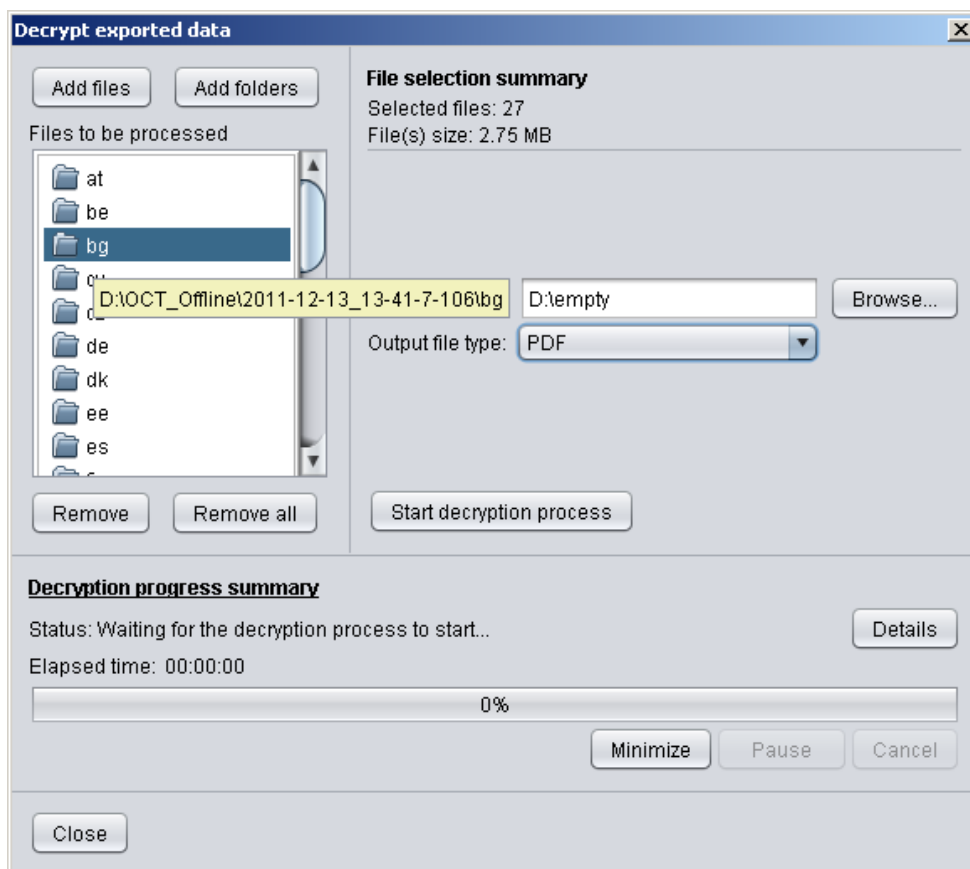 Decrypt exported data
Add files
Add folders
Files to be processed
at
be
bg
de
dk
ee
es
Remove
Remove all
File selection summary
Selected files: 27
File(s) size: 2.75 MB
D:\OCT_Offline\2011-12-13_13-41-7-106\bg
D:\empty
Browse...
Output file type:
PDF
Start decryption process
Decryption progress summary
Status: Waiting for the decryption process to start...
Details
Elapsed time: 00:00:00
0%
Minimize
Pause
Cancel
Close